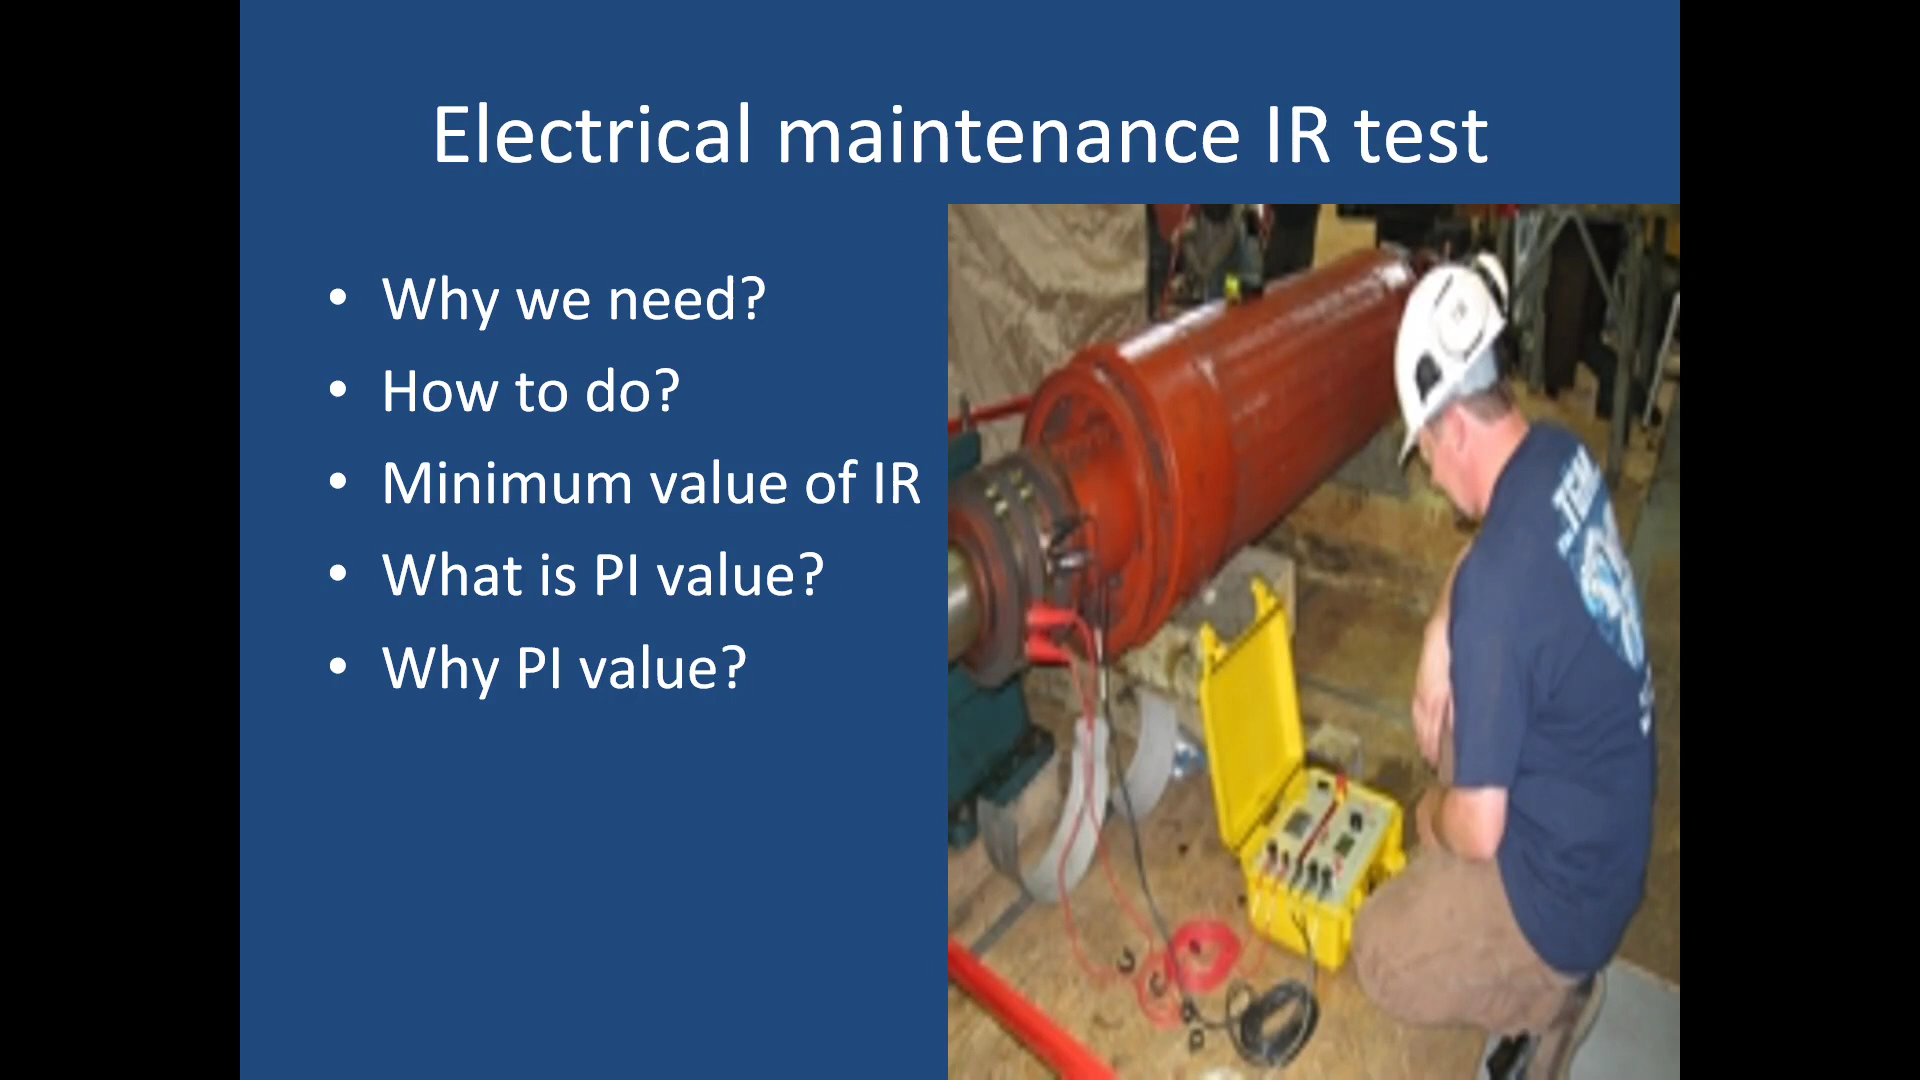 Electrical maintenance IR test
• Why we need?
• How to do?
• Minimum value of IR
• What is PI value?
• Why PI value?